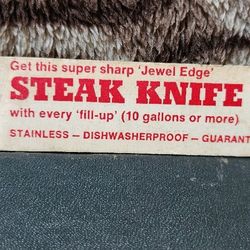 Get this super sharp 'Jewel Edge'
STEAK KNIFE
with every 'fill-up' (10 gallons or more)
STAINLESS — DISHWASHERPROOF — GUARANT